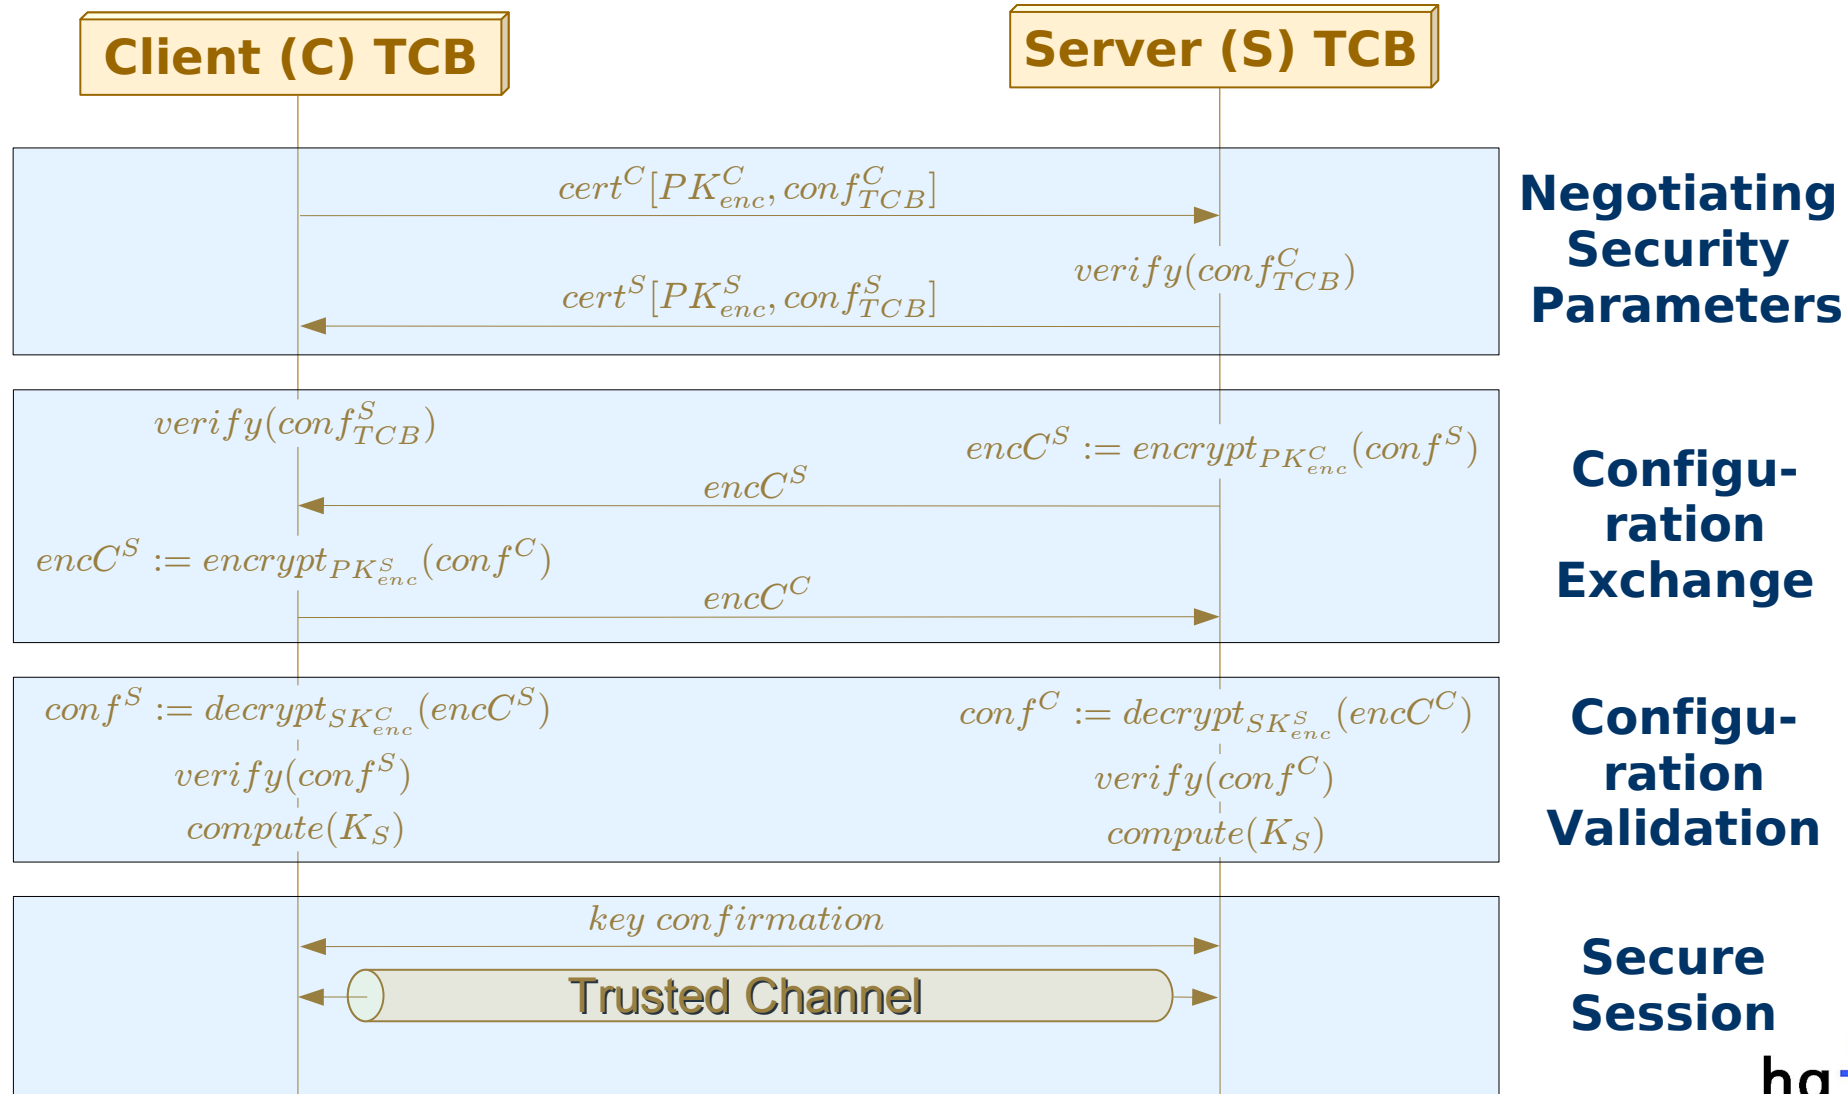 Client (C) TCB
Server (S) TCB
cert^C[PK^C_enc, conf^C_TCB]
verify(conf^C_TCB)
cert^S[PK^S_enc, conf^S_TCB]
Negotiating
Security
Parameters
verify(conf^S_TCB)
encC^S := encrypt_PK^C_enc(conf^S)
encC^S
encC^S := encrypt_PK^S_enc(conf^C)
encC^C
Configu-
ration
Exchange
conf^S := decrypt_SK^C_enc(encC^S)
conf^C := decrypt_SK^S_enc(encC^C)
verify(conf^S)
verify(conf^C)
compute(K_S)
compute(K_S)
Configu-
ration
Validation
key confirmation
Trusted Channel
Secure
Session